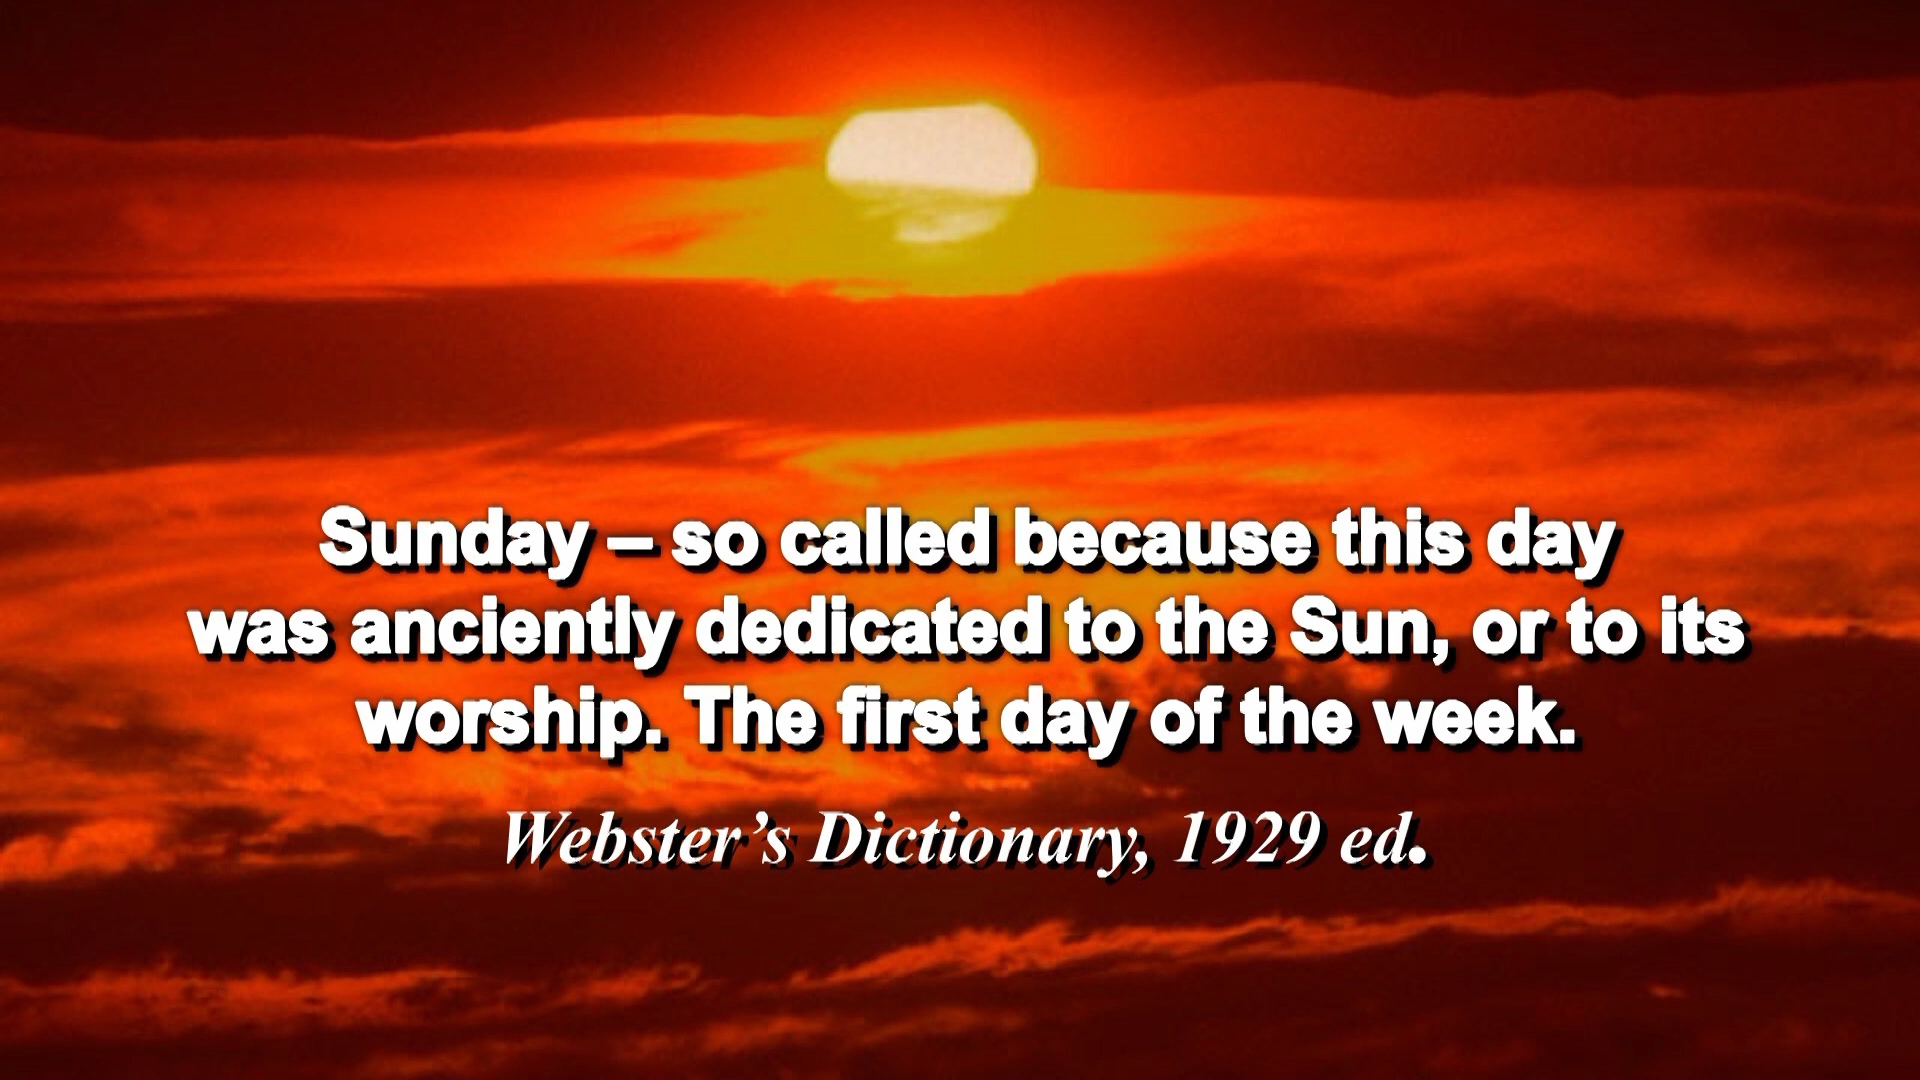 Sunday – so called because this day
was anciently dedicated to the Sun, or to its
worship. The first day of the week.
Webster’s Dictionary, 1929 ed.